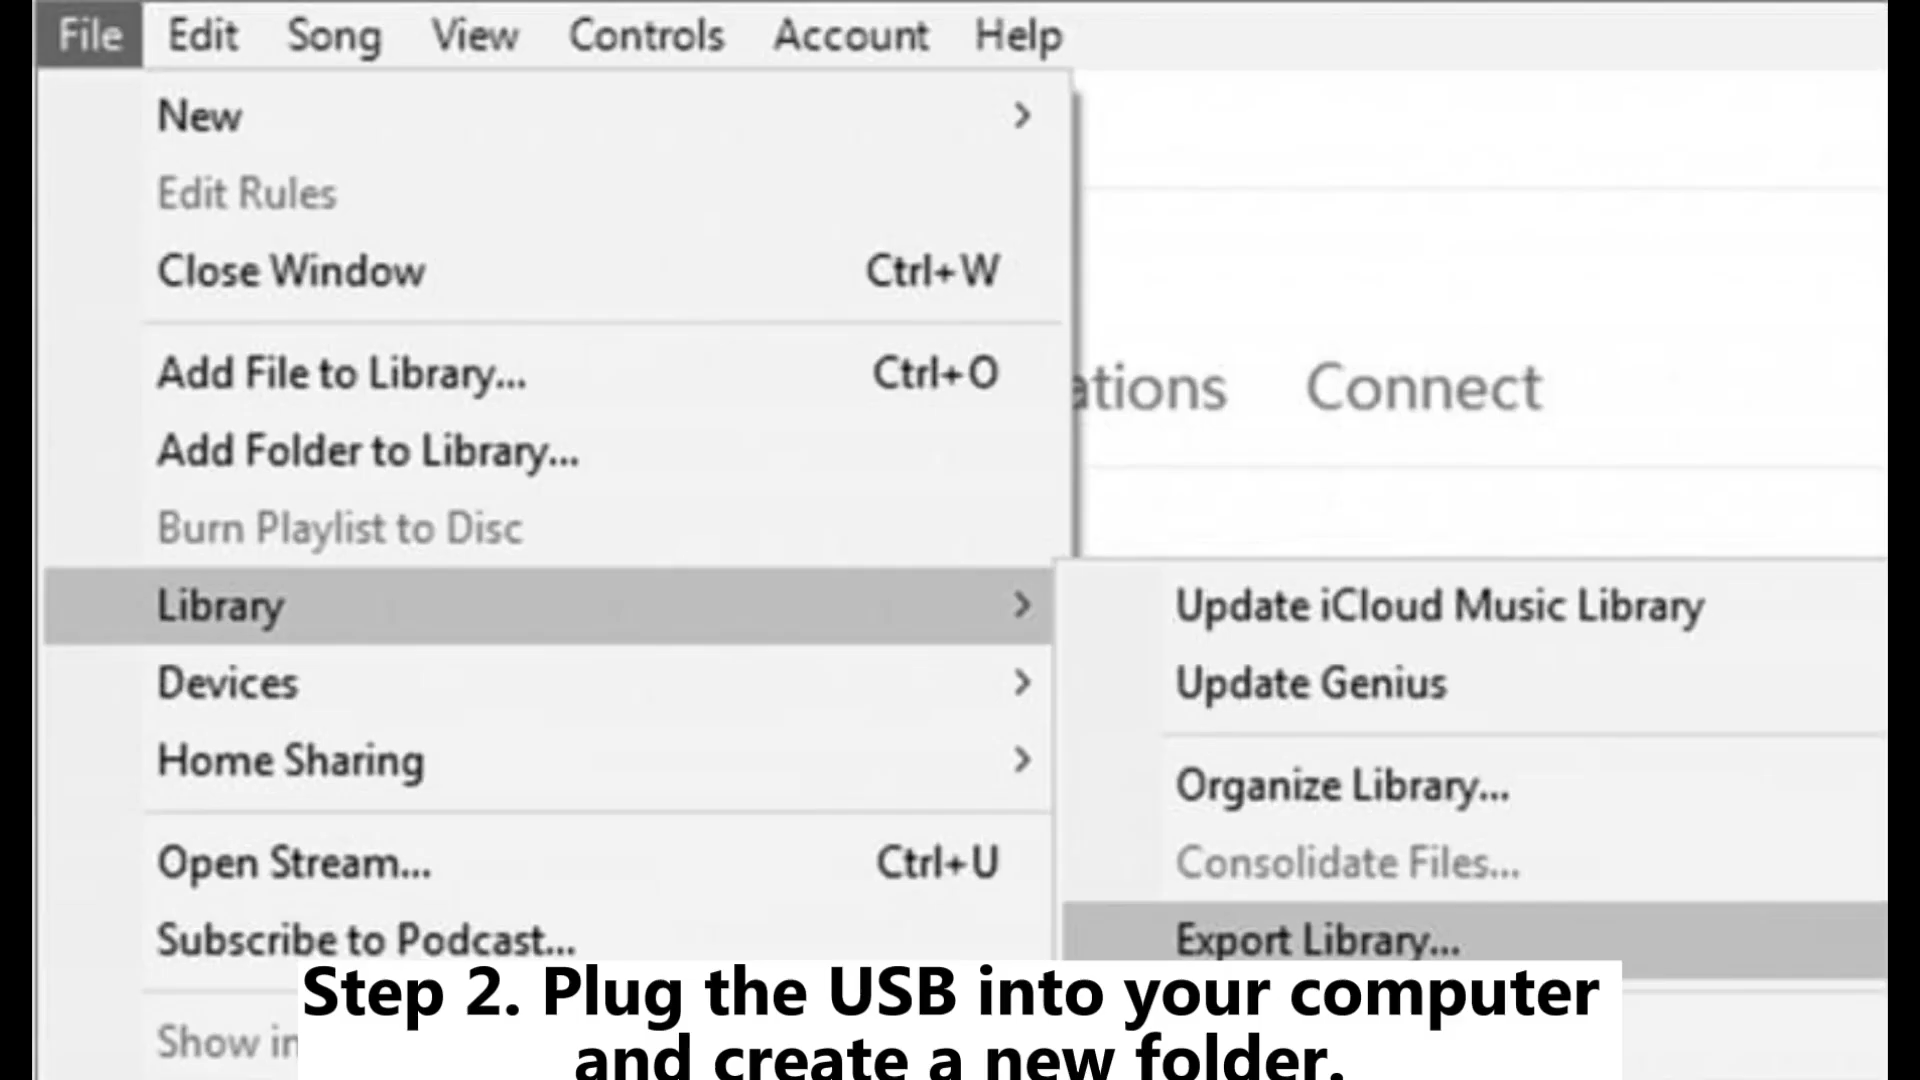 File Edit Song View Controls Account Help
New
Edit Rules
Close Window Ctrl+W
Add File to Library... Ctrl+O
ations Connect
Add Folder to Library...
Burn Playlist to Disc
Library
Update iCloud Music Library
Devices
Update Genius
Home Sharing
Organize Library...
Open Stream... Ctrl+U
Consolidate Files...
Subscribe to Podcast...
Export Library...
Show in
Step 2. Plug the USB into your computer
and create a new folder.